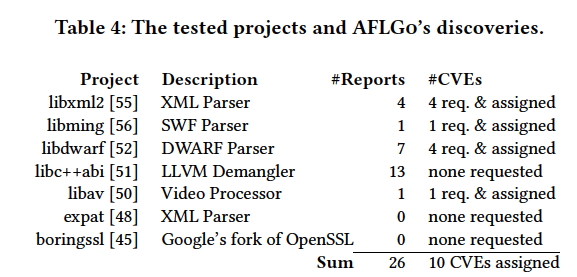 Table 4: The tested projects and AFLGo's discoveries.
Project Description #Reports #CVEs
libxml2 [55] XML Parser 4 4 req. & assigned
libming [56] SWF Parser 1 1 req. & assigned
libdwarf [52] DWARF Parser 7 4 req. & assigned
libc++abi [51] LLVM Demangler 13 none requested
libav [50] Video Processor 1 1 req. & assigned
expat [48] XML Parser 0 none requested
boringssl [45] Google's fork of OpenSSL 0 none requested
Sum 26 10 CVEs assigned